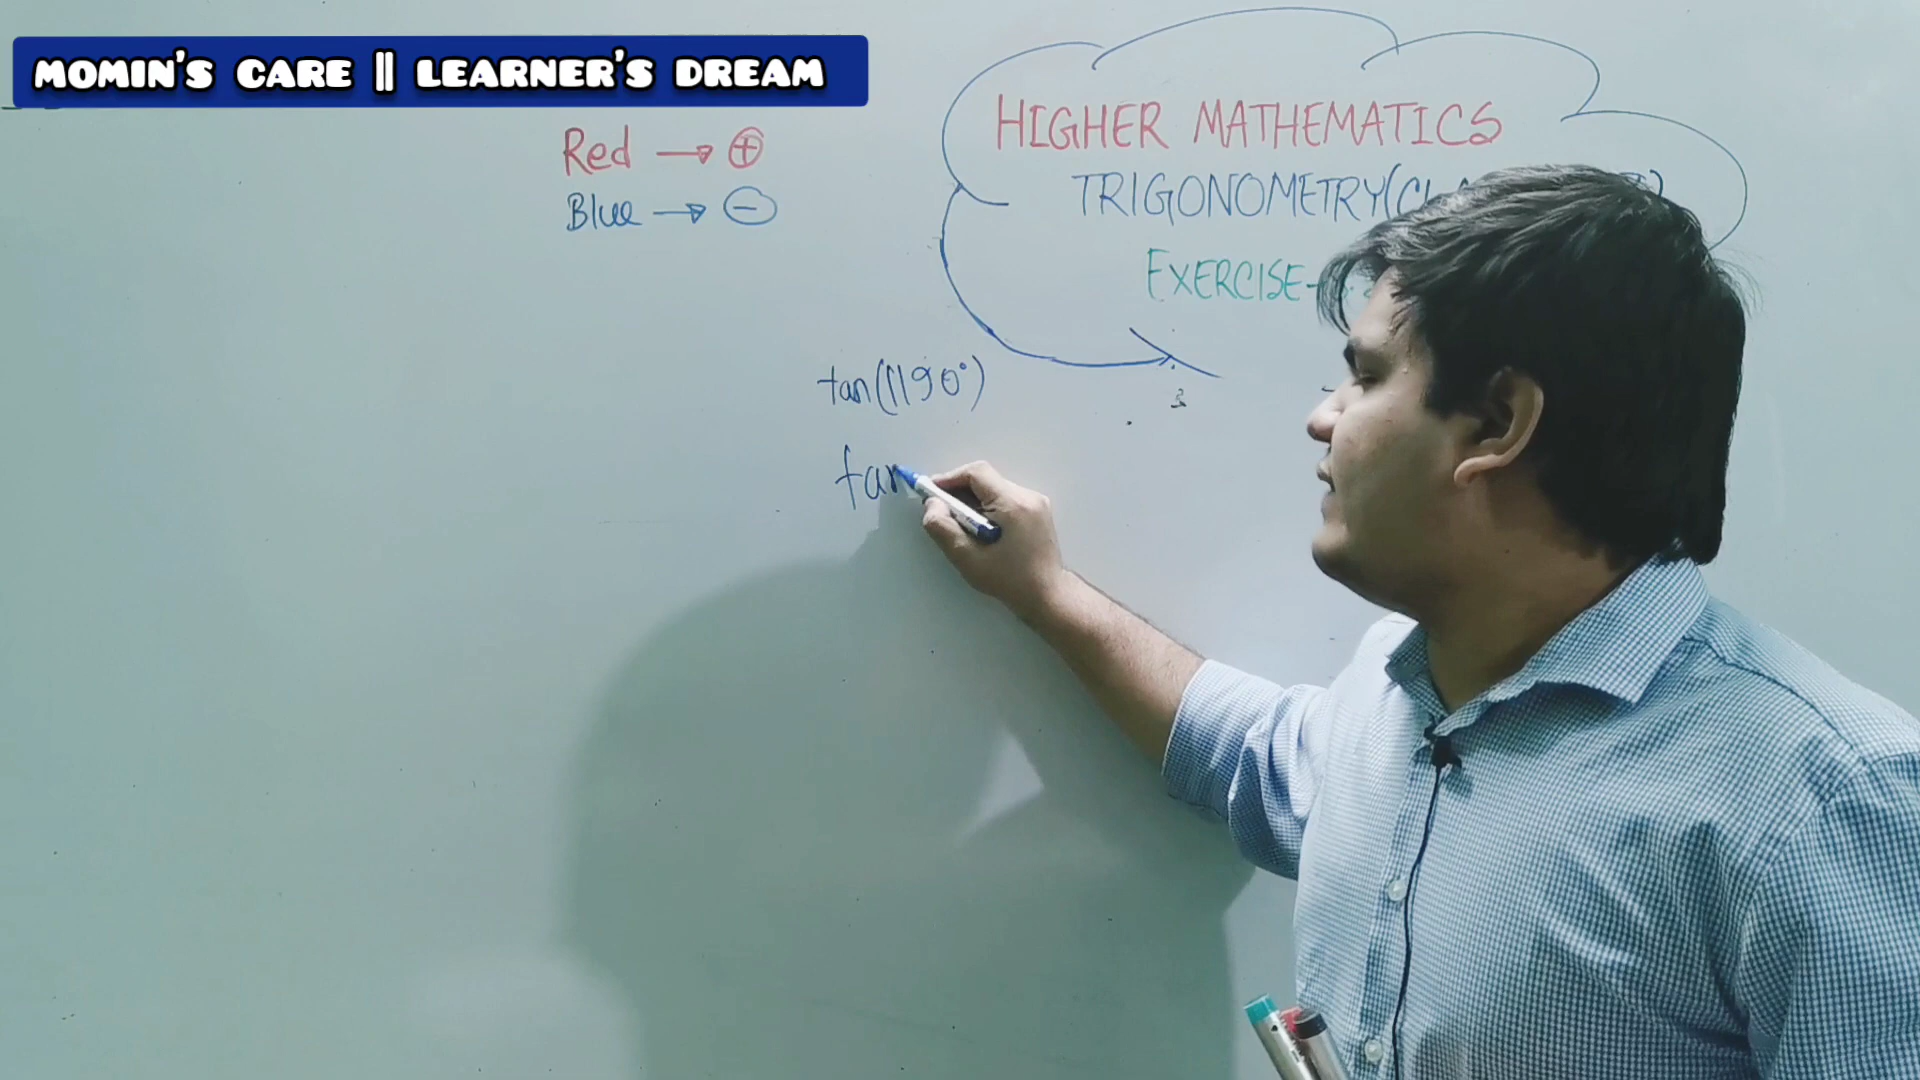 MOMIN'S CARE || LEARNER'S DREAM
Red → ⊕
Blue → ⊖
HIGHER MATHEMATICS
TRIGONOMETRY(
EXERCISE-
tan(1190°)
tan